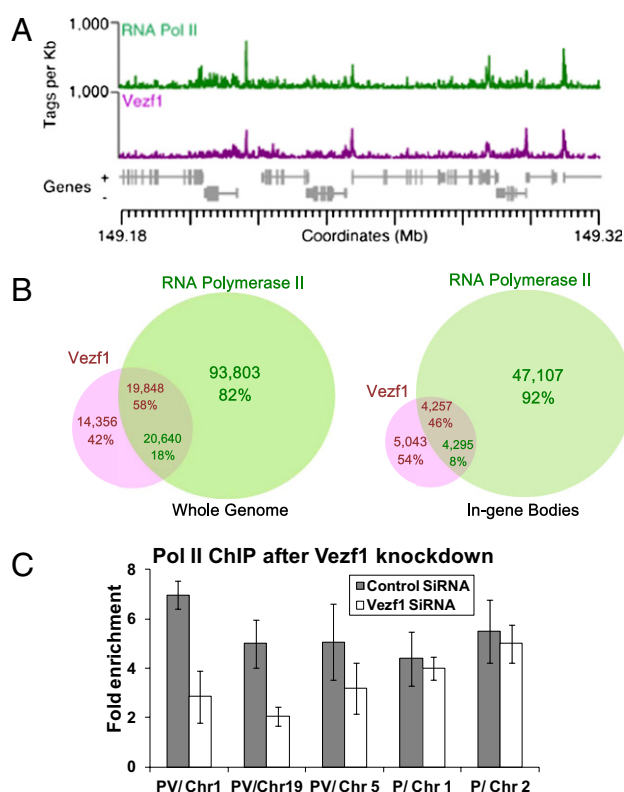 A
1,000
RNA Pol II
Tags per Kb
1,000
Vezf1
Genes + -
149.18 Coordinates (Mb) 149.32
B
RNA Polymerase II
Vezf1
93,803
82%
19,848
58%
14,356
42%
20,640
18%
Whole Genome
RNA Polymerase II
Vezf1
47,107
92%
4,257
46%
5,043
54%
4,295
8%
In-gene Bodies
C
Pol II ChIP after Vezf1 knockdown
Fold enrichment
8
6
4
2
0
Control SiRNA
Vezf1 SiRNA
PV/ Chr1 PV/Chr19 PV/ Chr 5 P/ Chr 1 P/ Chr 2